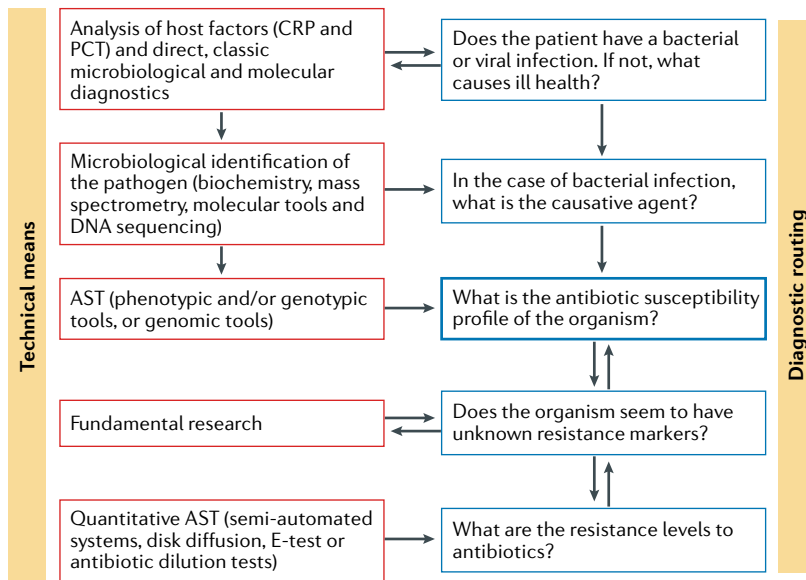 Technical means
Analysis of host factors (CRP and
PCT) and direct, classic
microbiological and molecular
diagnostics
Does the patient have a bacterial
or viral infection. If not, what
causes ill health?
Microbiological identification of
the pathogen (biochemistry, mass
spectrometry, molecular tools and
DNA sequencing)
In the case of bacterial infection,
what is the causative agent?
AST (phenotypic and/or genotypic
tools, or genomic tools)
What is the antibiotic susceptibility
profile of the organism?
Fundamental research
Does the organism seem to have
unknown resistance markers?
Quantitative AST (semi-automated
systems, disk diffusion, E-test or
antibiotic dilution tests)
What are the resistance levels to
antibiotics?
Diagnostic routing